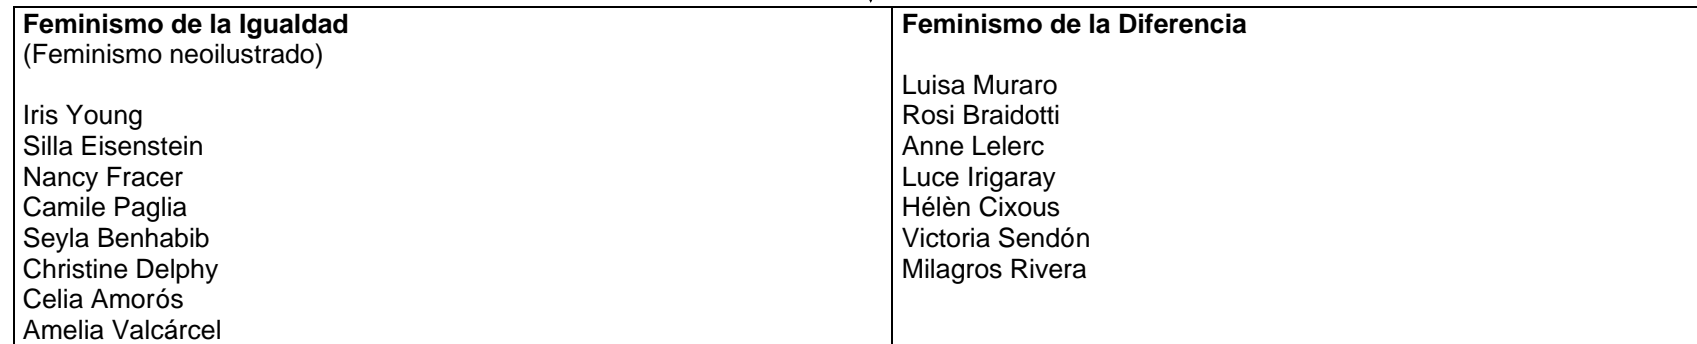 Feminismo de la Igualdad
(Feminismo neoilustrado)
Iris Young
Silla Eisenstein
Nancy Fracer
Camile Paglia
Seyla Benhabib
Christine Delphy
Celia Amorós
Amelia Valcárcel
Feminismo de la Diferencia
Luisa Muraro
Rosi Braidotti
Anne Lelerc
Luce Irigaray
Hélèn Cixous
Victoria Sendón
Milagros Rivera